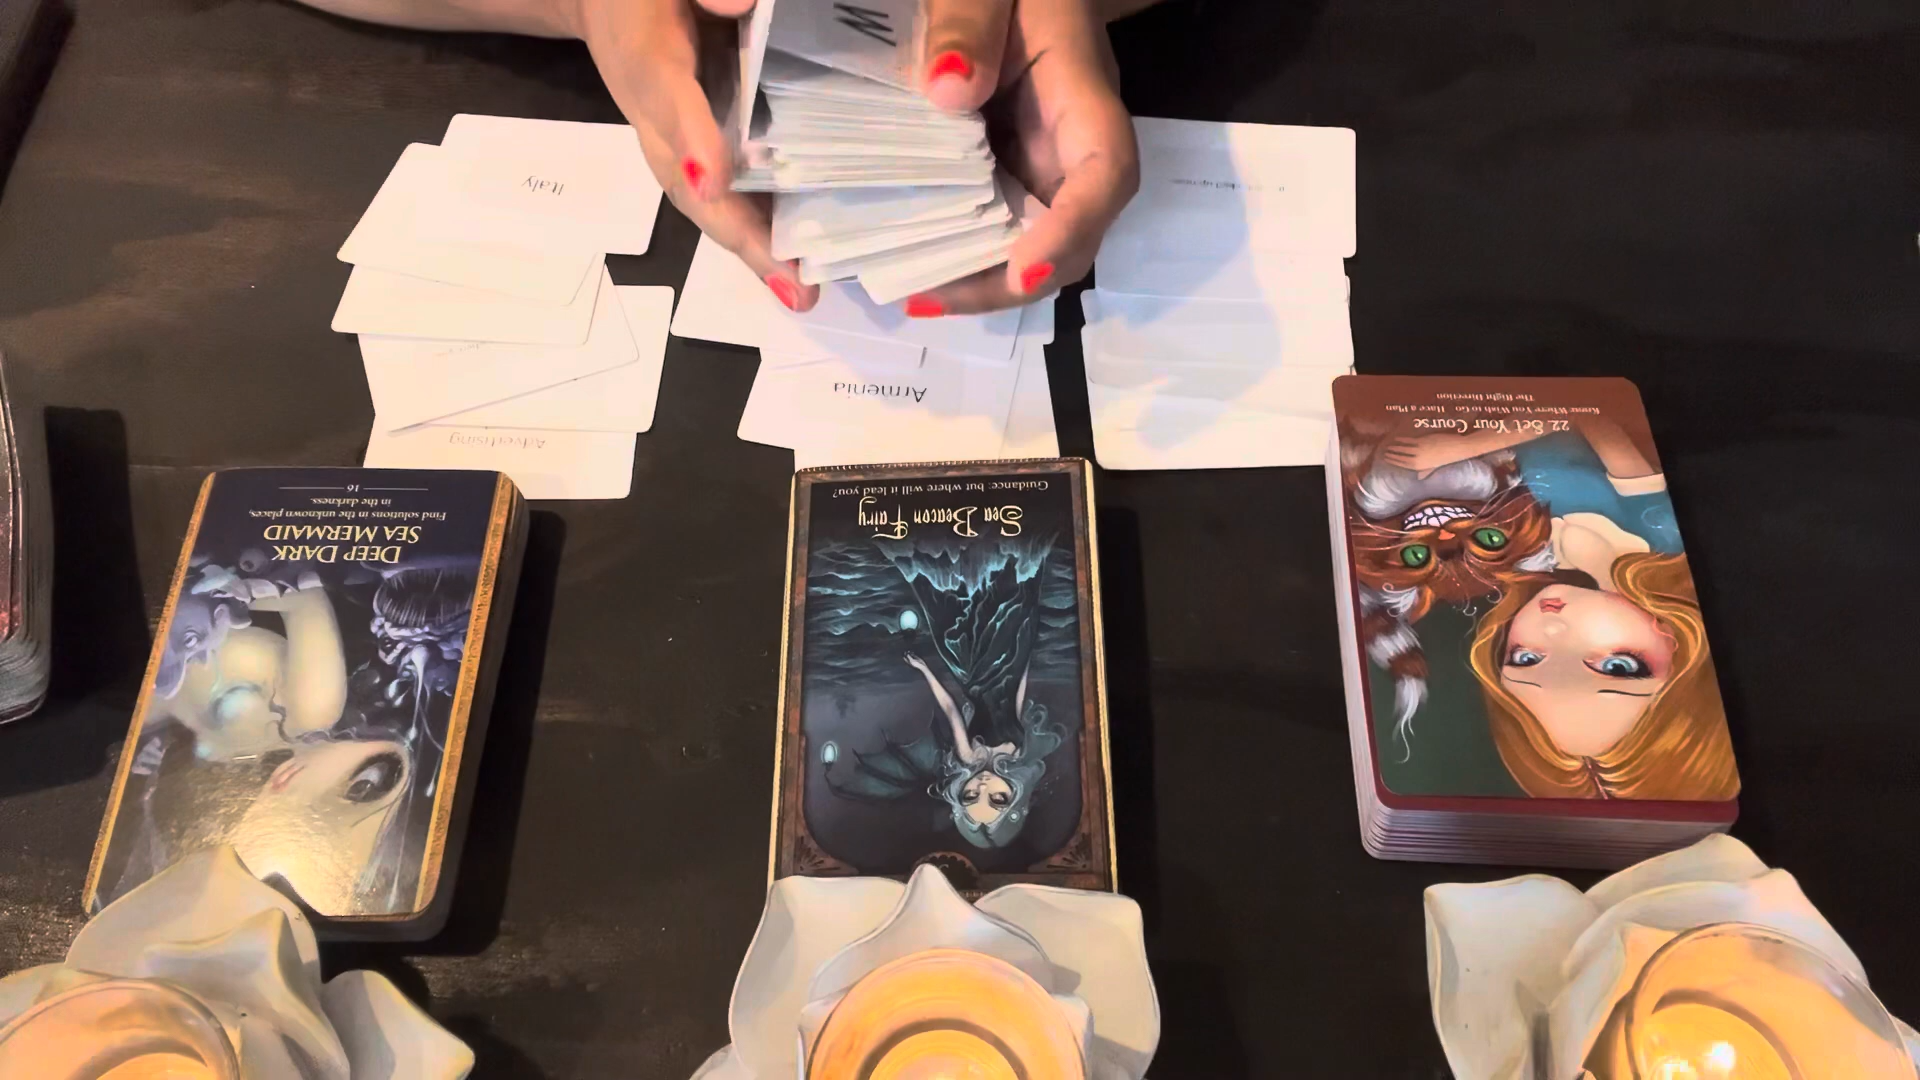 W
Italy
Armenia
Advertising
DEEP DARK
SEA MERMAID
Find solutions in the unknown places,
in the darkness.
16
Sea Beacon Fairy
Guidance: but where will it lead you?
22. Set Your Course
Know Where You Wish to Go Have a Plan
The Right Direction